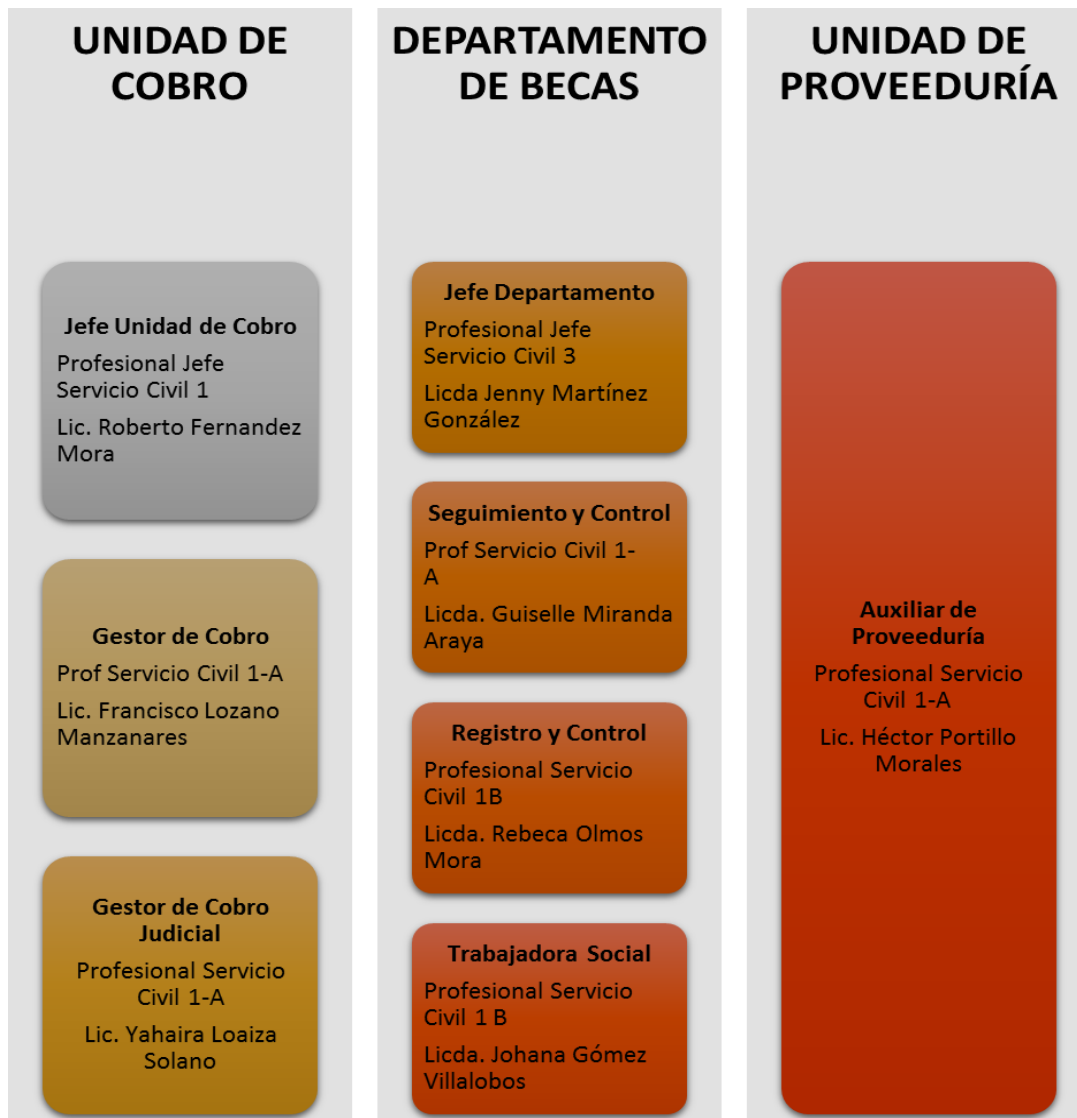 UNIDAD DE
COBRO
Jefe Unidad de Cobro
Profesional Jefe
Servicio Civil 1
Lic. Roberto Fernandez
Mora
Gestor de Cobro
Prof Servicio Civil 1-A
Lic. Francisco Lozano
Manzanares
Gestor de Cobro
Judicial
Profesional Servicio
Civil 1-A
Lic. Yahaira Loaiza
Solano
DEPARTAMENTO
DE BECAS
Jefe Departamento
Profesional Jefe
Servicio Civil 3
Licda Jenny Martínez
González
Seguimiento y Control
Prof Servicio Civil 1-
A
Licda. Guiselle Miranda
Araya
Registro y Control
Profesional Servicio
Civil 1B
Licda. Rebeca Olmos
Mora
Trabajadora Social
Profesional Servicio
Civil 1 B
Licda. Johana Gómez
Villalobos
UNIDAD DE
PROVEEDURÍA
Auxiliar de
Proveeduría
Profesional Servicio
Civil 1-A
Lic. Héctor Portillo
Morales